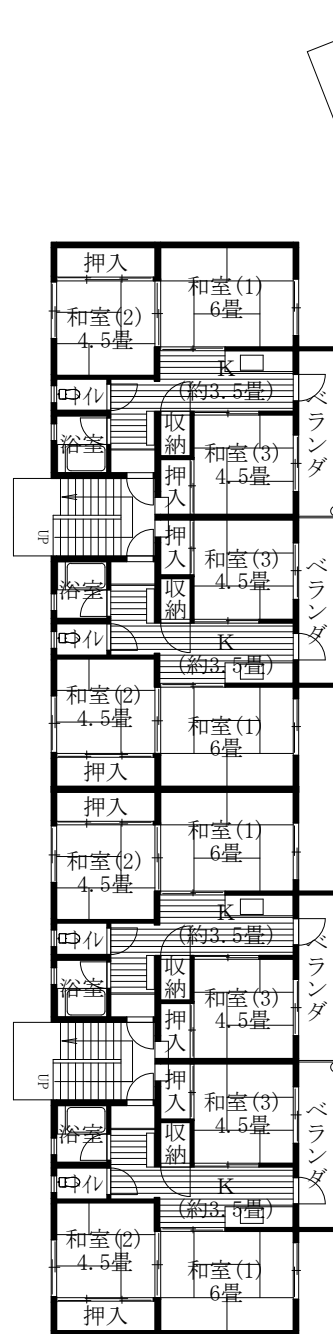 押入
和室(1)
6畳
和室(2)
4.5畳
K
(約3.5畳)
トイレ
ベランダ
浴室
収納
和室(3)
4.5畳
押入
UP
押入
和室(3)
4.5畳
ベランダ
浴室
収納
トイレ
K
(約3.5畳)
和室(2)
4.5畳
和室(1)
6畳
押入
押入
和室(1)
6畳
和室(2)
4.5畳
K
(約3.5畳)
トイレ
ベランダ
浴室
収納
和室(3)
4.5畳
押入
UP
押入
和室(3)
4.5畳
ベランダ
浴室
収納
トイレ
K
(約3.5畳)
和室(2)
4.5畳
和室(1)
6畳
押入